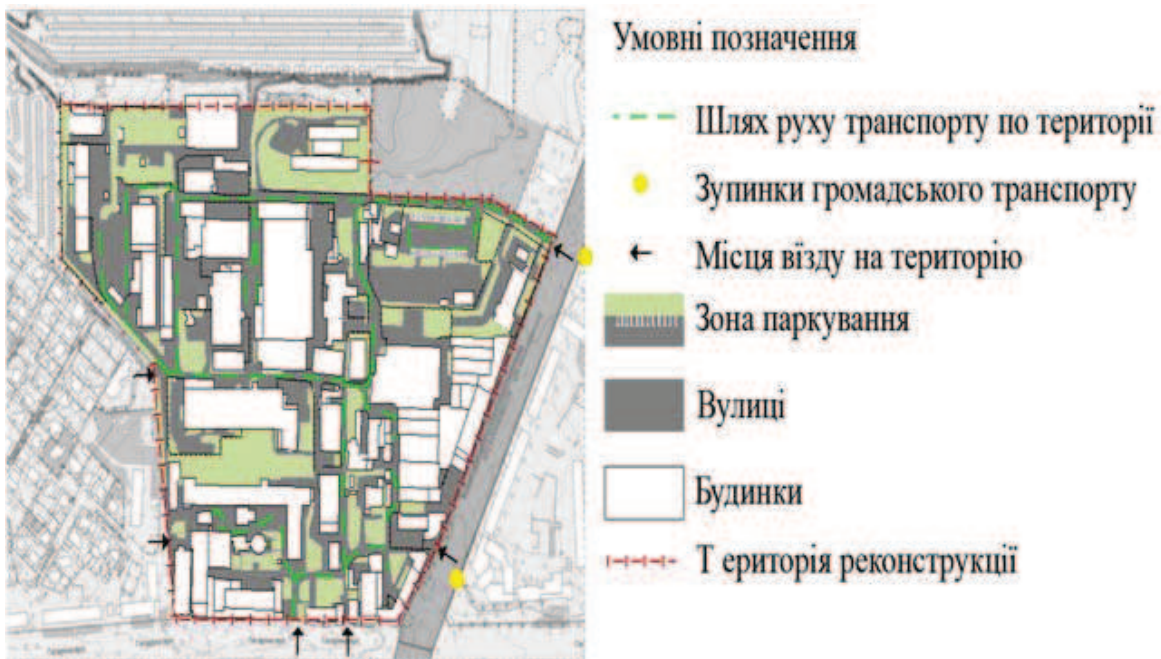 Умовні позначення
Шлях руху транспорту по території
Зупинки громадського транспорту
Місця вїзду на територію
Зона паркування
Вулиці
Будинки
Т ериторія реконструкції